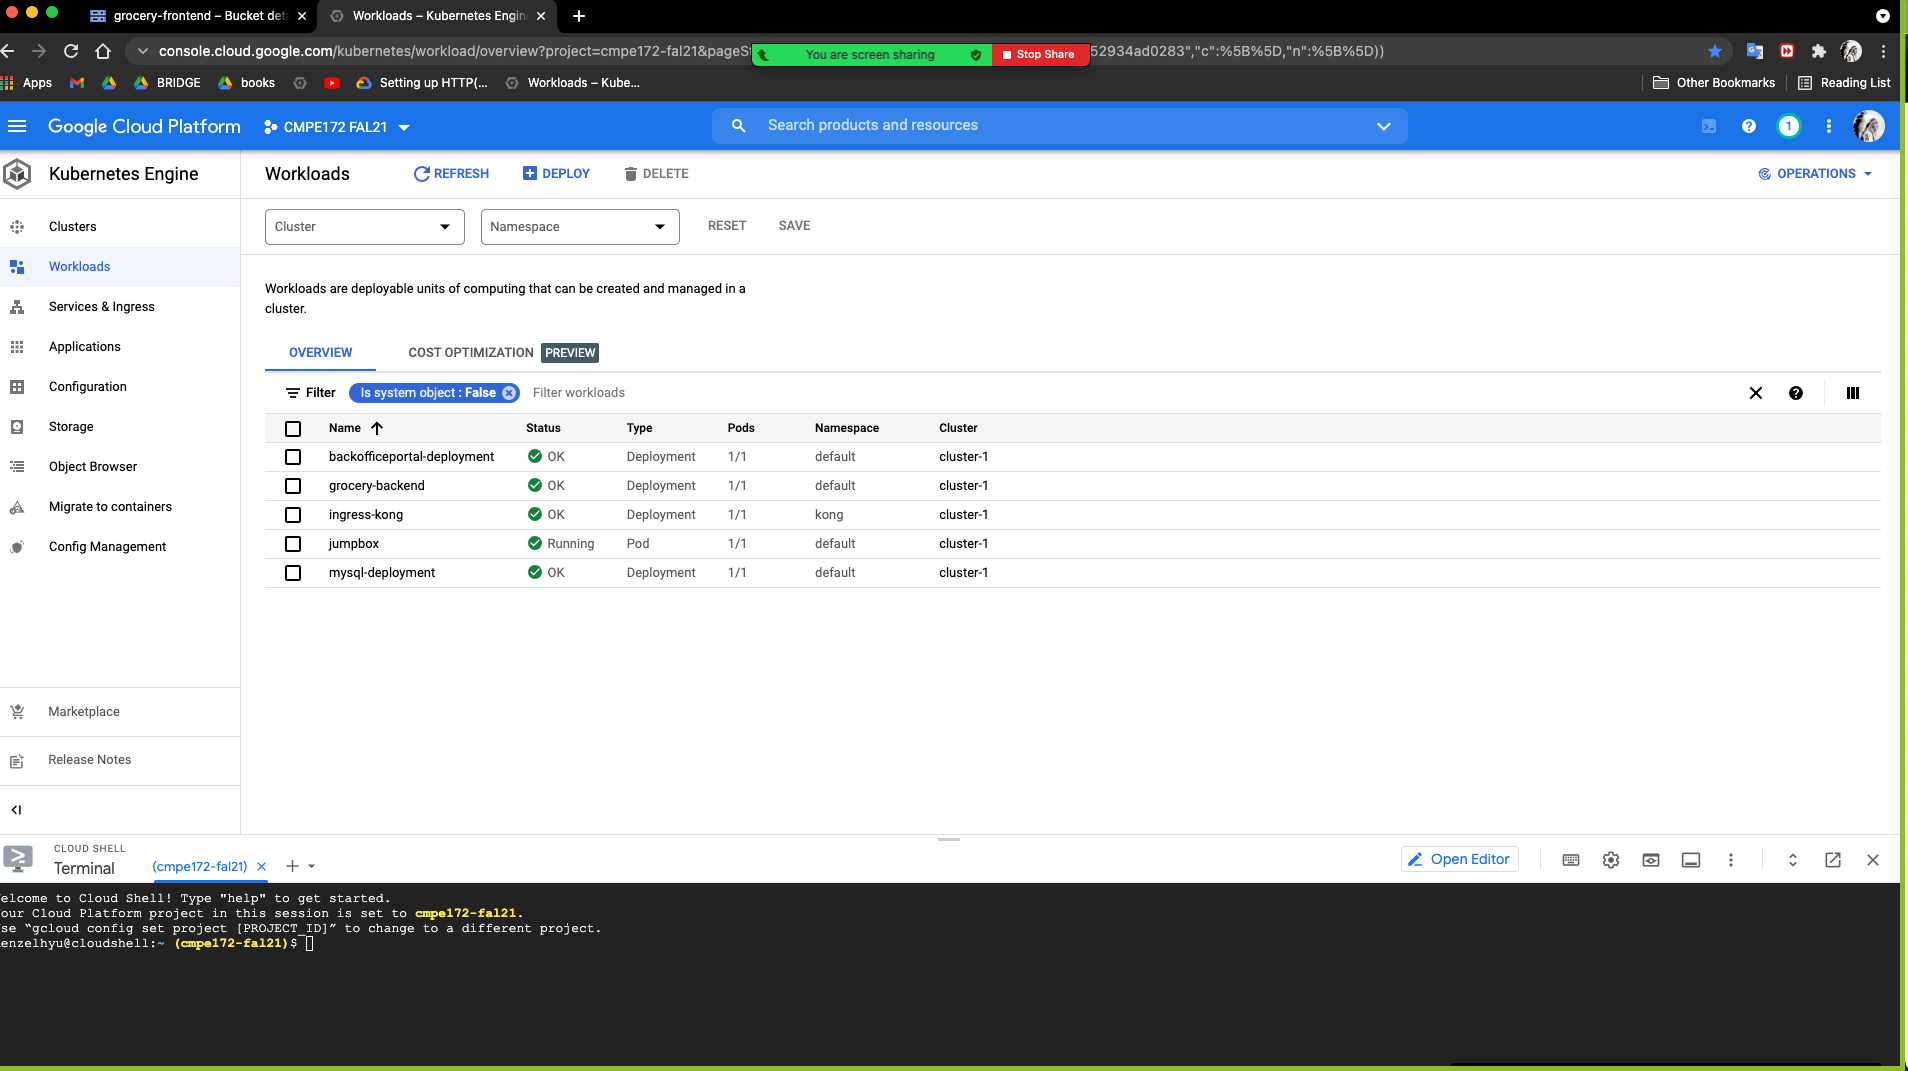 grocery-frontend – Bucket deta
Workloads – Kubernetes Engin
console.cloud.google.com/kubernetes/workload/overview?project=cmpe172-fal21&pageS
You are screen sharing
Stop Share
52934ad0283","c":%5B%5D,"n":%5B%5D))
Apps
BRIDGE
books
Setting up HTTP(...
Workloads – Kube...
Other Bookmarks
Reading List
Google Cloud Platform
CMPE172 FAL21
Search products and resources
1
Kubernetes Engine
Workloads
REFRESH
DEPLOY
DELETE
OPERATIONS
Clusters
Workloads
Services & Ingress
Applications
Configuration
Storage
Object Browser
Migrate to containers
Config Management
Marketplace
Release Notes
Cluster
Namespace
RESET
SAVE
Workloads are deployable units of computing that can be created and managed in a
cluster.
OVERVIEW
COST OPTIMIZATION PREVIEW
Filter
Is system object : False
Filter workloads
Name Status Type Pods Namespace Cluster
backofficeportal-deployment OK Deployment 1/1 default cluster-1
grocery-backend OK Deployment 1/1 default cluster-1
ingress-kong OK Deployment 1/1 kong cluster-1
jumpbox Running Pod 1/1 default cluster-1
mysql-deployment OK Deployment 1/1 default cluster-1
CLOUD SHELL
Terminal
(cmpe172-fal21)
Open Editor
elcome to Cloud Shell! Type "help" to get started.
our Cloud Platform project in this session is set to cmpe172-fal21.
se “gcloud config set project [PROJECT_ID]” to change to a different project.
enzelhyu@cloudshell:~ (cmpe172-fal21)$